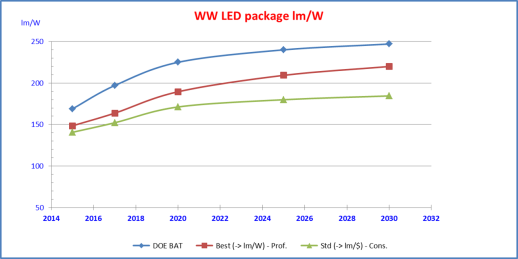 WW LED package lm/W
lm/W
250
200
150
100
50
2014 2016 2018 2020 2022 2024 2026 2028 2030 2032
DOE BAT Best (-> lm/W) - Prof. Std (-> lm/$) - Cons.